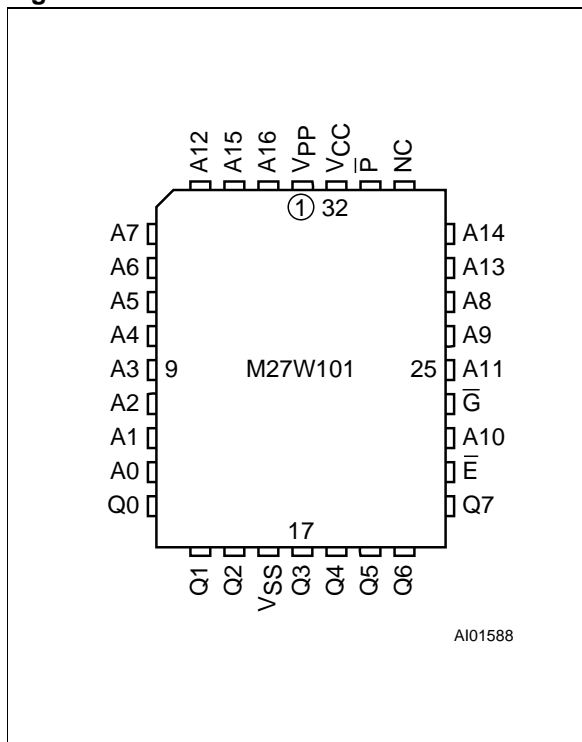 A12 A15 A16 VPP VCC P̅ NC
1 32
A7 A14
A6 A13
A5 A8
A4 A9
A3 9 M27W101 25 A11
A2 G̅
A1 A10
A0 E̅
Q0 Q7
17
Q1 Q2 VSS Q3 Q4 Q5 Q6
AI01588